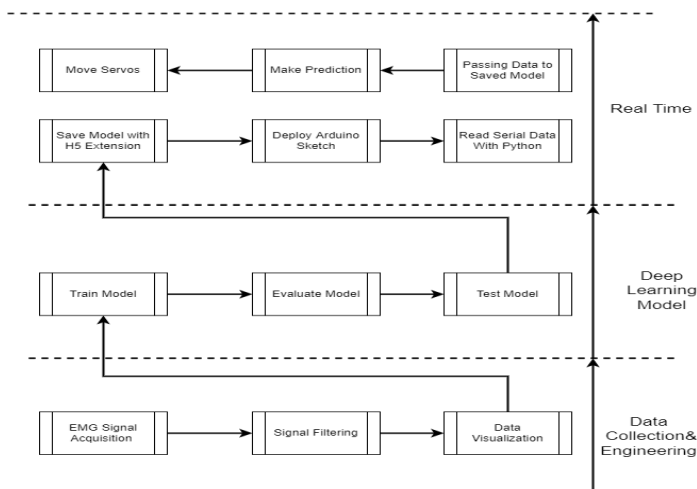 Move Servos
Make Prediction
Passing Data to
Saved Model
Real Time
Save Model with
H5 Extension
Deploy Arduino
Sketch
Read Serial Data
With Python
Train Model
Evaluate Model
Test Model
Deep
Learning
Model
EMG Signal
Acquisition
Signal Filtering
Data
Visualization
Data
Collection&
Engineering